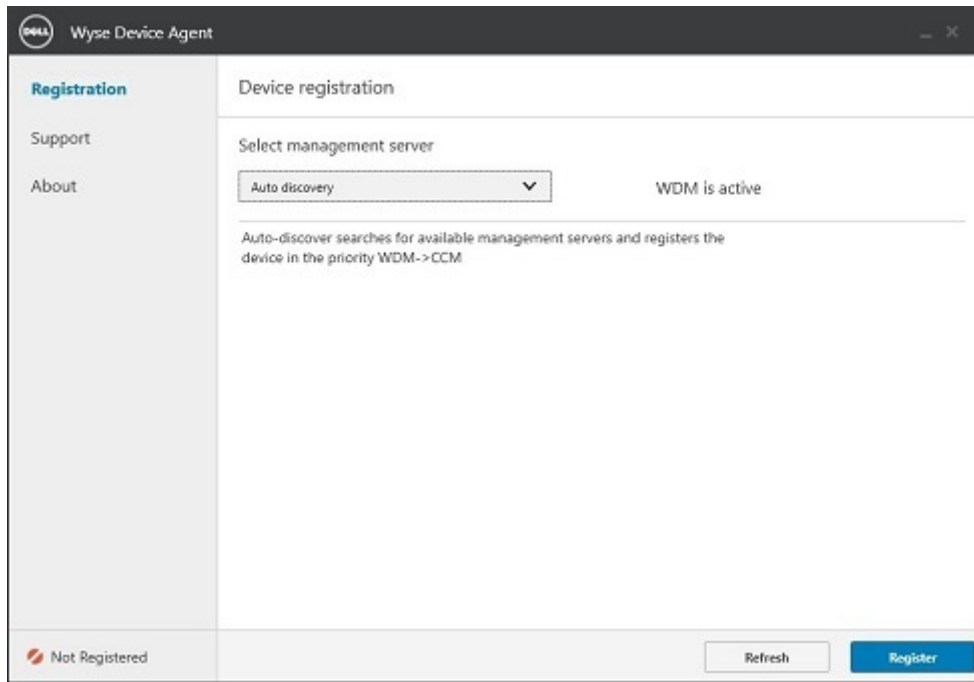 DELL
Wyse Device Agent
Registration
Support
About
Device registration
Select management server
Auto discovery
WDM is active
Auto-discover searches for available management servers and registers the
device in the priority WDM->CCM
Not Registered
Refresh
Register